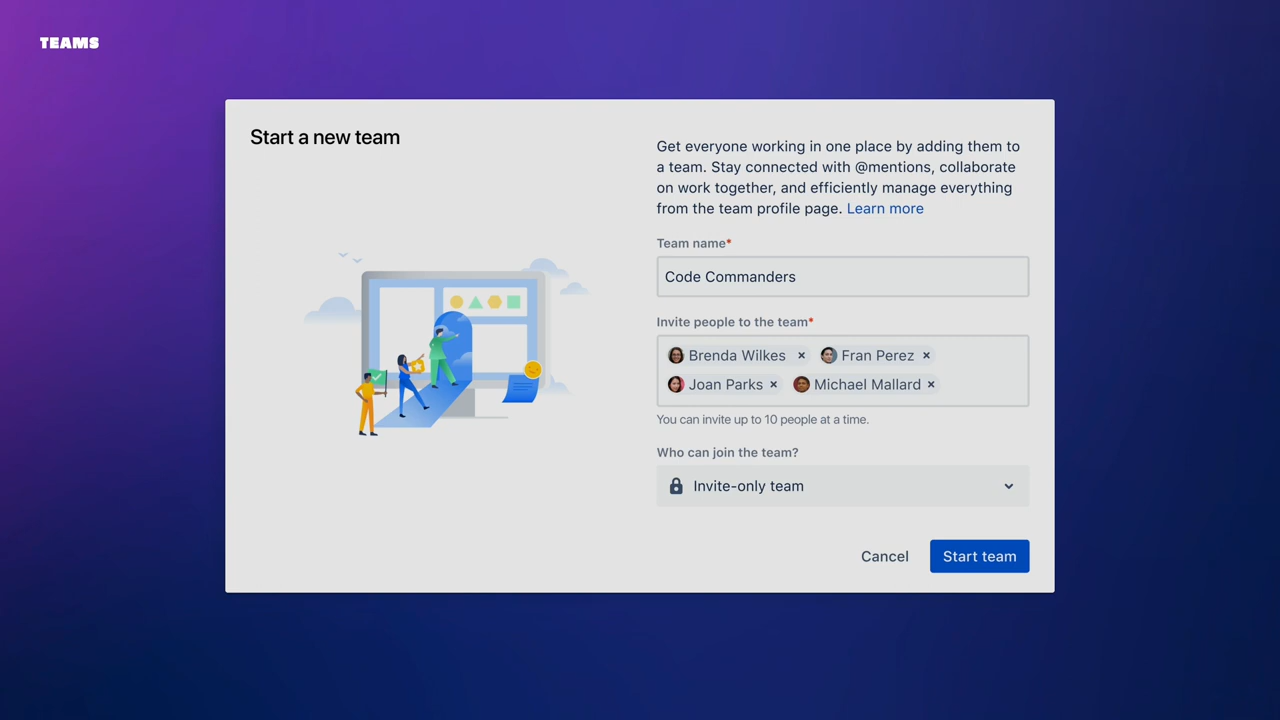 TEAMS
Start a new team
Get everyone working in one place by adding them to
a team. Stay connected with @mentions, collaborate
on work together, and efficiently manage everything
from the team profile page. Learn more
Team name*
Code Commanders
Invite people to the team*
Brenda Wilkes × Fran Perez ×
Joan Parks × Michael Mallard ×
You can invite up to 10 people at a time.
Who can join the team?
Invite-only team
Cancel Start team